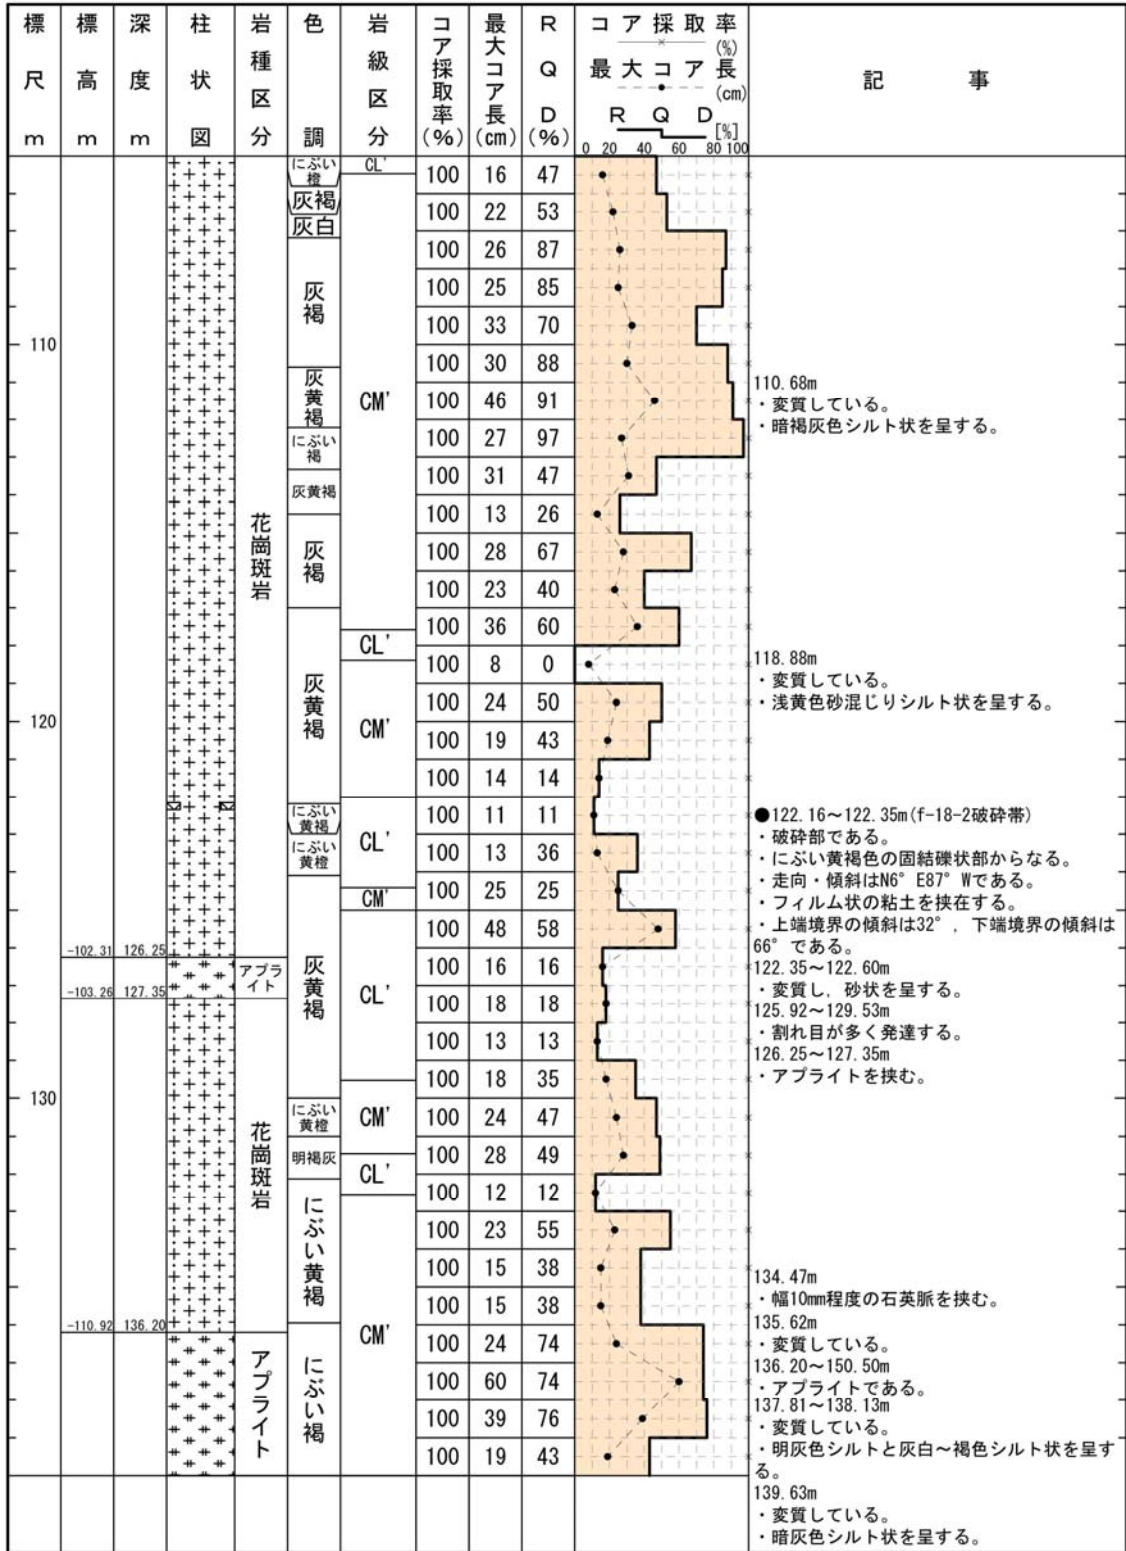 標尺m 標高m 深度m 柱状図 岩種区分 色調 岩級区分 コア採取率(%) 最大コア長(cm) RQD(%) コア採取率(%) 最大コア長(cm) RQD[%] 記事
0 20 40 60 80 100
にぶい橙 CL' 100 16 47
灰褐 100 22 53
灰白
100 26 87
灰褐 100 25 85
100 33 70
110
100 30 88
110.68m
灰黄褐 CM' 100 46 91
・変質している。
・暗褐灰色シルト状を呈する。
にぶい褐 100 27 97
100 31 47
灰黄褐
花崗斑岩 100 13 26
灰褐 100 28 67
100 23 40
100 36 60
CL'
118.88m
100 8 0
・変質している。
灰黄褐 100 24 50
・浅黄色砂混じりシルト状を呈する。
120 CM'
100 19 43
100 14 14
にぶい黄褐 100 11 11
●122.16～122.35m(f-18-2破砕帯)
・破砕部である。
にぶい黄橙 CL' 100 13 36
・にぶい黄褐色の固結礫状部からなる。
・走向・傾斜はN6°E87°Wである。
CM' 100 25 25
・フィルム状の粘土を挟在する。
100 48 58
・上端境界の傾斜は32°，下端境界の傾斜は
66°である。
-102.31 126.25
アプライト 灰黄褐 CL' 100 16 16
122.35～122.60m
・変質し，砂状を呈する。
-103.26 127.35
100 18 18
125.92～129.53m
・割れ目が多く発達する。
100 13 13
126.25～127.35m
100 18 35
・アプライトを挟む。
130
にぶい黄橙 CM' 100 24 47
花崗斑岩
明褐灰 100 28 49
CL'
100 12 12
にぶい黄褐 100 23 55
100 15 38
134.47m
・幅10mm程度の石英脈を挟む。
100 15 38
135.62m
-110.92 136.20
CM' 100 24 74
・変質している。
136.20～150.50m
アプライト にぶい褐 100 60 74
・アプライトである。
137.81～138.13m
100 39 76
・変質している。
・明灰色シルトと灰白～褐色シルト状を呈す
100 19 43
る。
139.63m
・変質している。
・暗灰色シルト状を呈する。